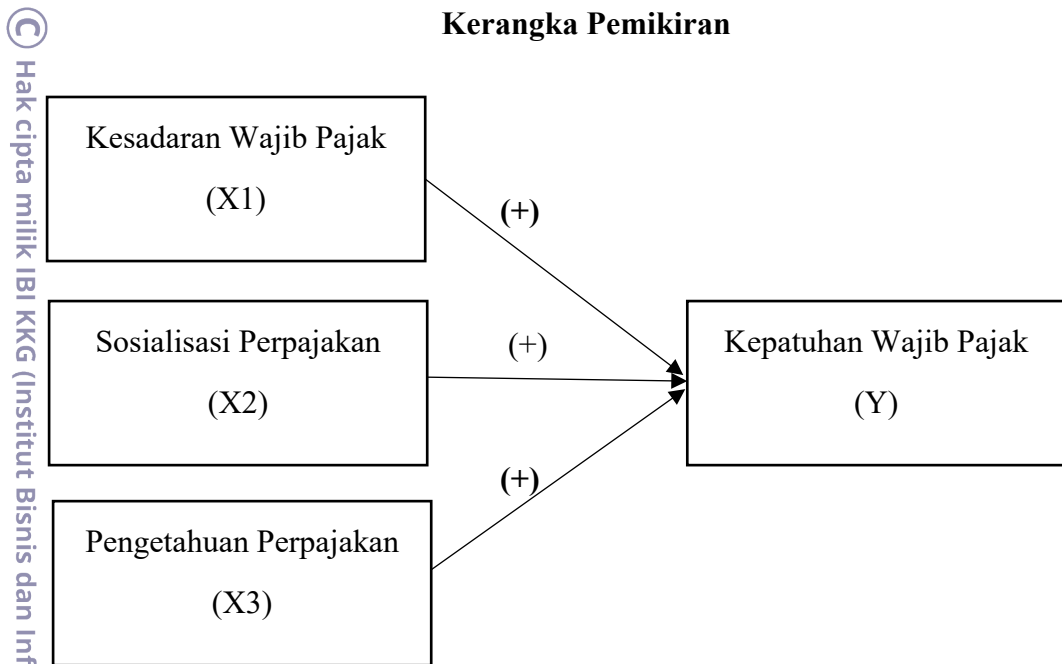 Kerangka Pemikiran
© Hak cipta milik IBI KKG (Institut Bisnis dan Inf
Kesadaran Wajib Pajak
(X1)
(+)
Sosialisasi Perpajakan
(X2)
(+)
Kepatuhan Wajib Pajak
(Y)
(+)
Pengetahuan Perpajakan
(X3)